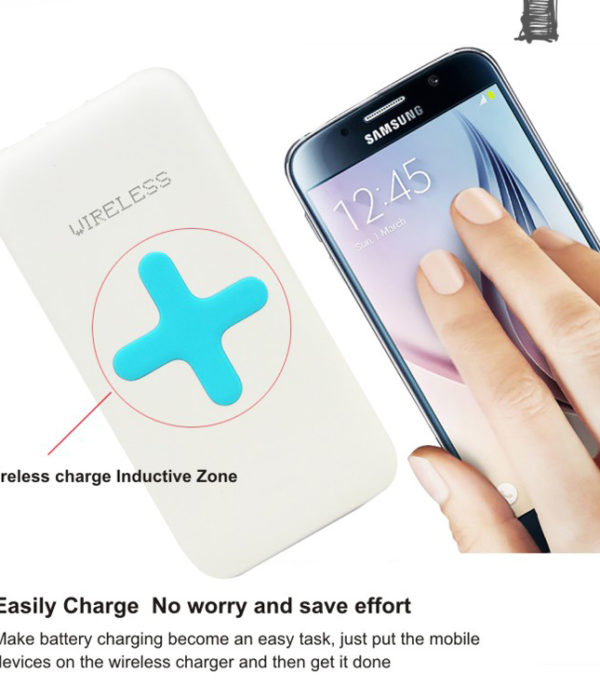 SAMSUNG
12:45
Sun, 1 March
WIRELESS
reless charge Inductive Zone
Easily Charge No worry and save effort
Make battery charging become an easy task, just put the mobile
devices on the wireless charger and then get it done